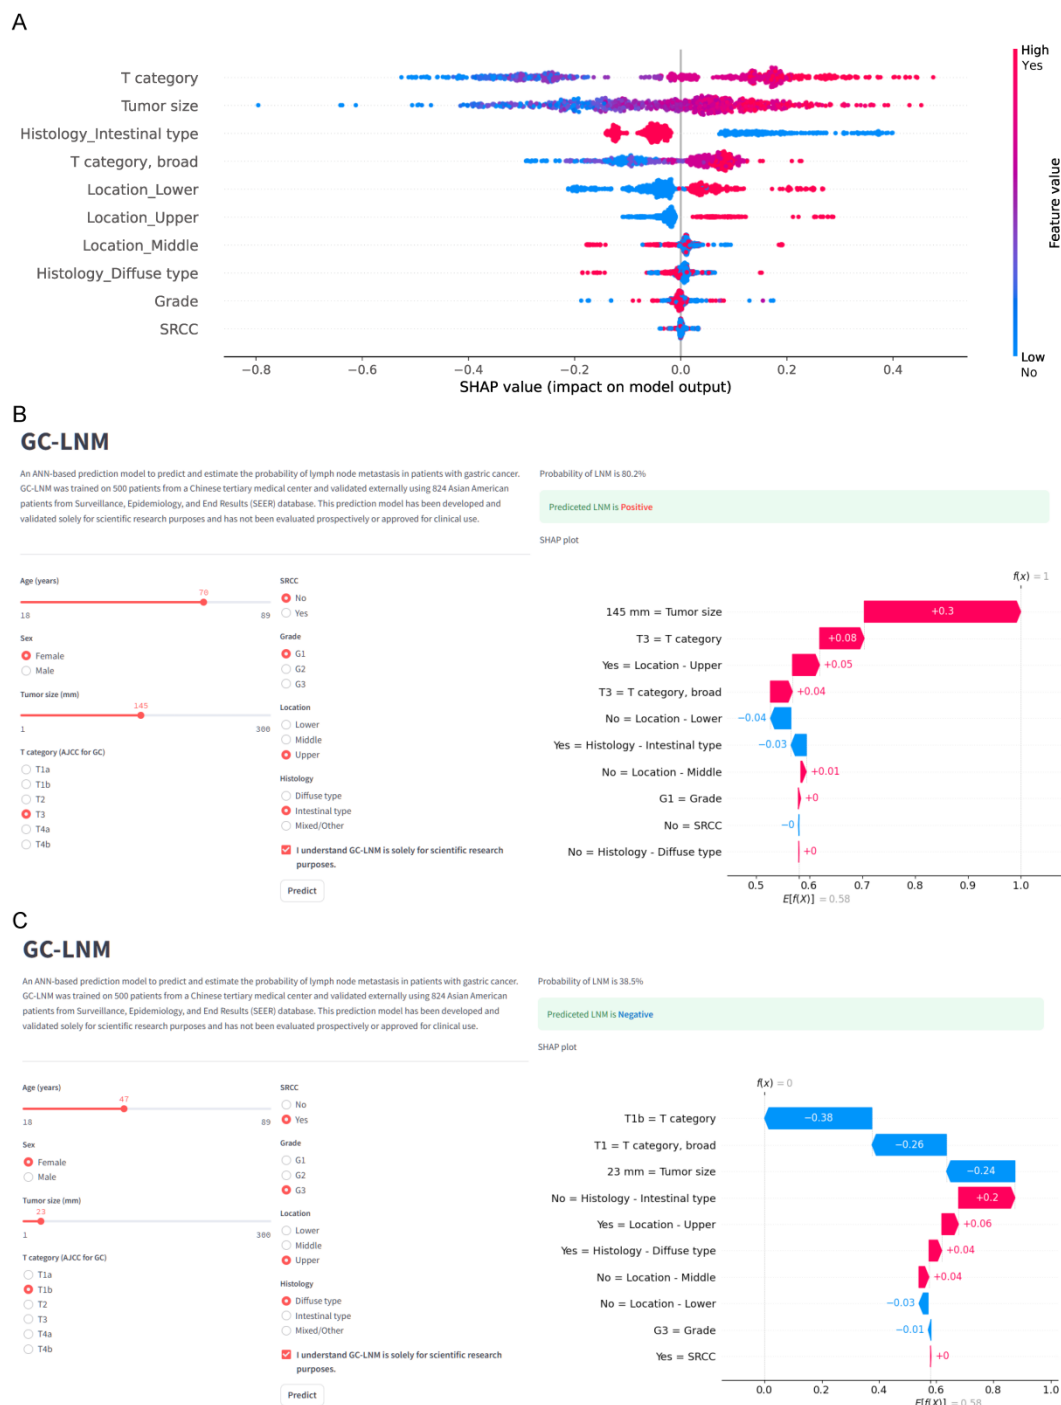 A
High
Yes
T category
Tumor size
Histology_Intestinal type
T category, broad
Location_Lower
Location_Upper
Location_Middle
Histology_Diffuse type
Grade
SRCC
Feature value
Low
No
−0.8 −0.6 −0.4 −0.2 0.0 0.2 0.4
SHAP value (impact on model output)
B
GC-LNM
An ANN-based prediction model to predict and estimate the probability of lymph node metastasis in patients with gastric cancer.
GC-LNM was trained on 500 patients from a Chinese tertiary medical center and validated externally using 824 Asian American
patients from Surveillance, Epidemiology, and End Results (SEER) database. This prediction model has been developed and
validated solely for scientific research purposes and has not been evaluated prospectively or approved for clinical use.
Age (years)
70
18 89
Sex
Female
Male
Tumor size (mm)
145
1 300
T category (AJCC for GC)
T1a
T1b
T2
T3
T4a
T4b
SRCC
No
Yes
Grade
G1
G2
G3
Location
Lower
Middle
Upper
Histology
Diffuse type
Intestinal type
Mixed/Other
I understand GC-LNM is solely for scientific research
purposes.
Predict
Probability of LNM is 80.2%
Prediceted LNM is Positive
SHAP plot
f(x) = 1
145 mm = Tumor size +0.3
T3 = T category +0.08
Yes = Location - Upper +0.05
T3 = T category, broad +0.04
No = Location - Lower −0.04
Yes = Histology - Intestinal type −0.03
No = Location - Middle +0.01
G1 = Grade +0
No = SRCC −0
No = Histology - Diffuse type +0
0.5 0.6 0.7 0.8 0.9 1.0
E[f(X)] = 0.58
C
GC-LNM
An ANN-based prediction model to predict and estimate the probability of lymph node metastasis in patients with gastric cancer.
GC-LNM was trained on 500 patients from a Chinese tertiary medical center and validated externally using 824 Asian American
patients from Surveillance, Epidemiology, and End Results (SEER) database. This prediction model has been developed and
validated solely for scientific research purposes and has not been evaluated prospectively or approved for clinical use.
Age (years)
47
18 89
Sex
Female
Male
Tumor size (mm)
23
1 300
T category (AJCC for GC)
T1a
T1b
T2
T3
T4a
T4b
SRCC
No
Yes
Grade
G1
G2
G3
Location
Lower
Middle
Upper
Histology
Diffuse type
Intestinal type
Mixed/Other
I understand GC-LNM is solely for scientific research
purposes.
Predict
Probability of LNM is 38.5%
Prediceted LNM is Negative
SHAP plot
f(x) = 0
T1b = T category −0.38
T1 = T category, broad −0.26
23 mm = Tumor size −0.24
No = Histology - Intestinal type +0.2
Yes = Location - Upper +0.06
Yes = Histology - Diffuse type +0.04
No = Location - Middle +0.04
No = Location - Lower −0.03
G3 = Grade −0.01
Yes = SRCC +0
0.0 0.2 0.4 0.6 0.8 1.0
E[f(X)] = 0.58